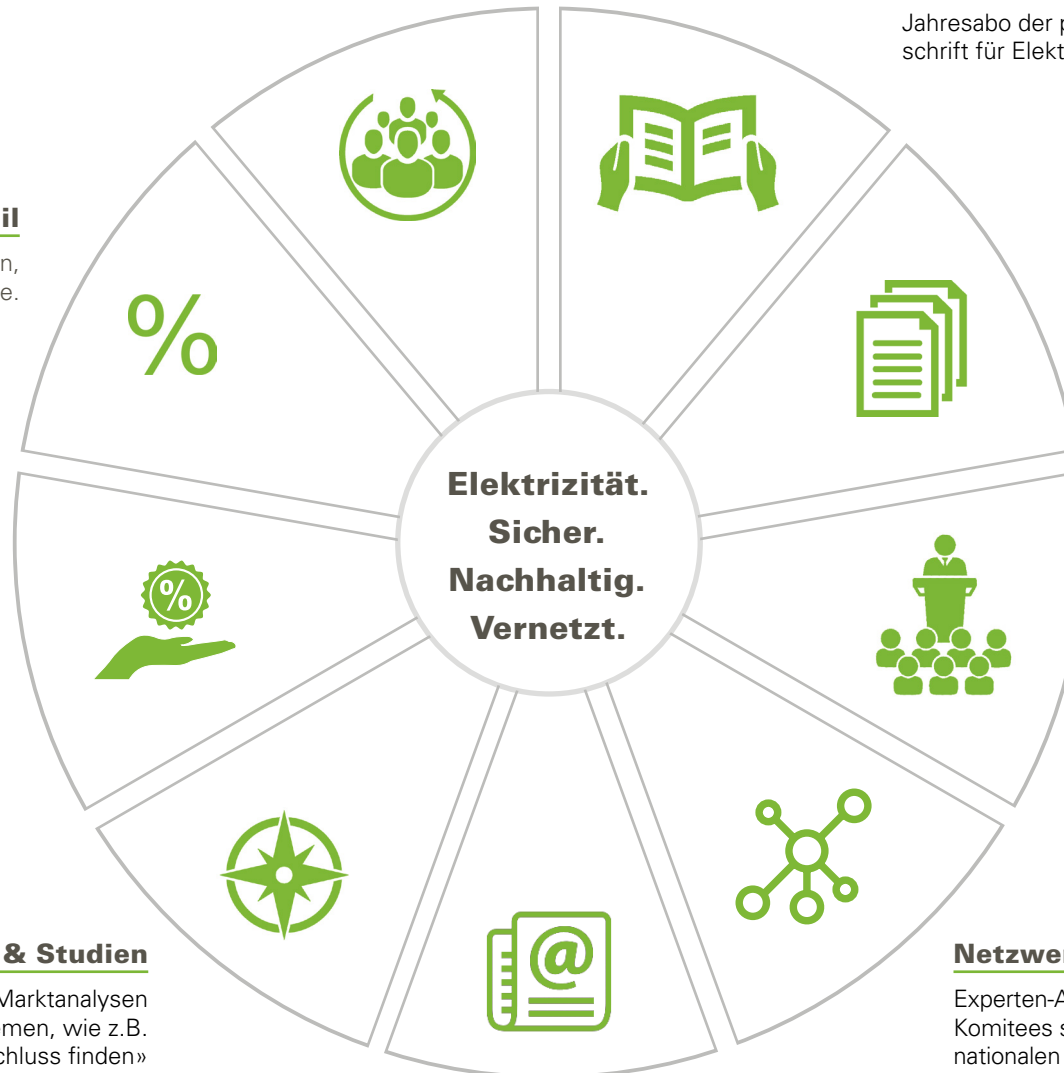 Jahresabo der p
schrift für Elekt
il
n,
e.
%
%
Elektrizität.
Sicher.
Nachhaltig.
Vernetzt.
@
& Studien
Marktanalysen
emen, wie z.B.
chluss finden»
Netzwer
Experten-A
Komitees s
nationalen